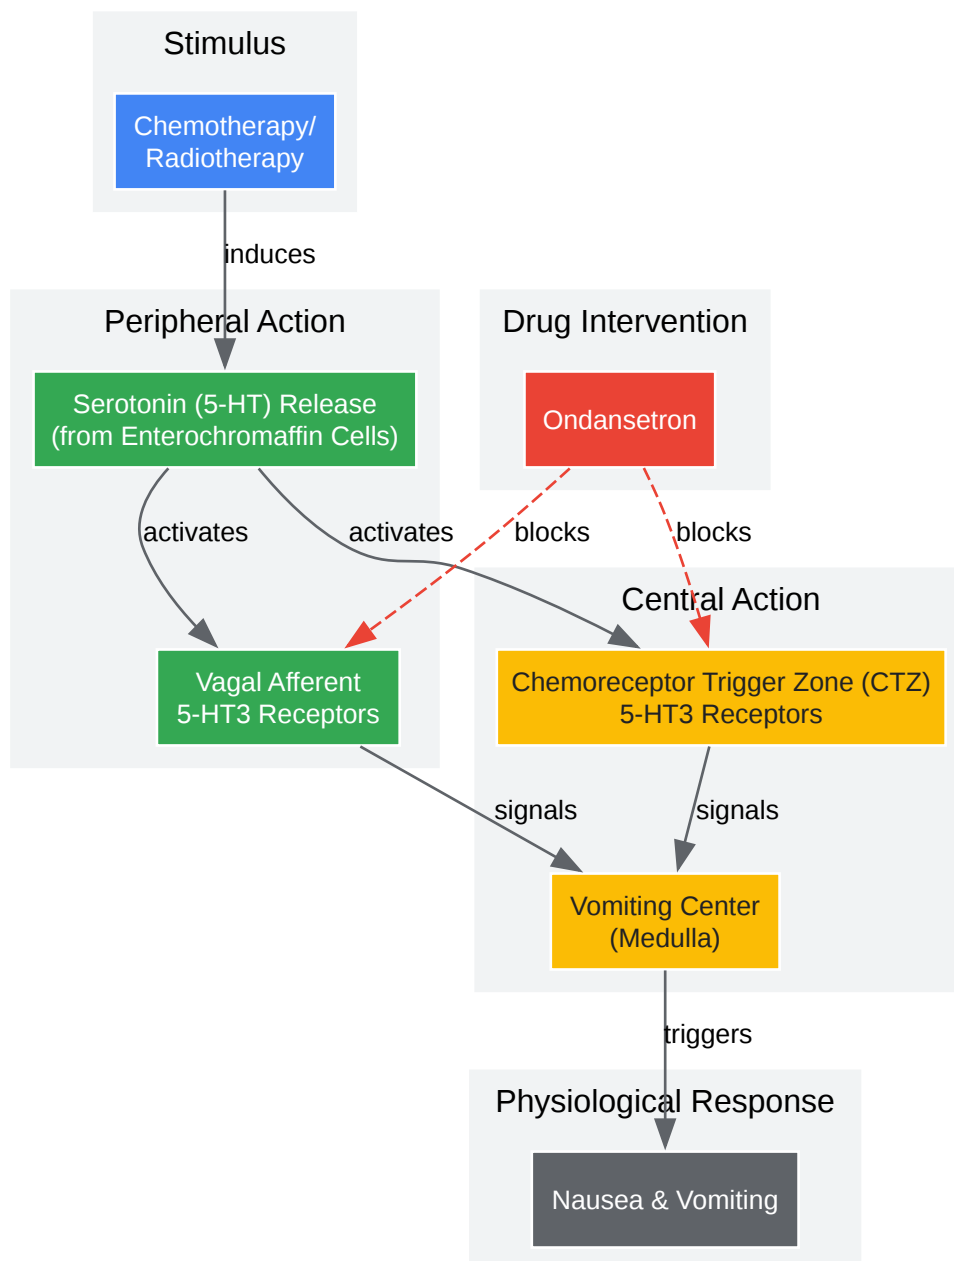 Stimulus
Chemotherapy/
Radiotherapy
induces
Peripheral Action
Drug Intervention
Serotonin (5-HT) Release
(from Enterochromaffin Cells)
Ondansetron
activates
activates
blocks
blocks
Central Action
Vagal Afferent
5-HT3 Receptors
Chemoreceptor Trigger Zone (CTZ)
5-HT3 Receptors
signals
signals
Vomiting Center
(Medulla)
triggers
Physiological Response
Nausea & Vomiting